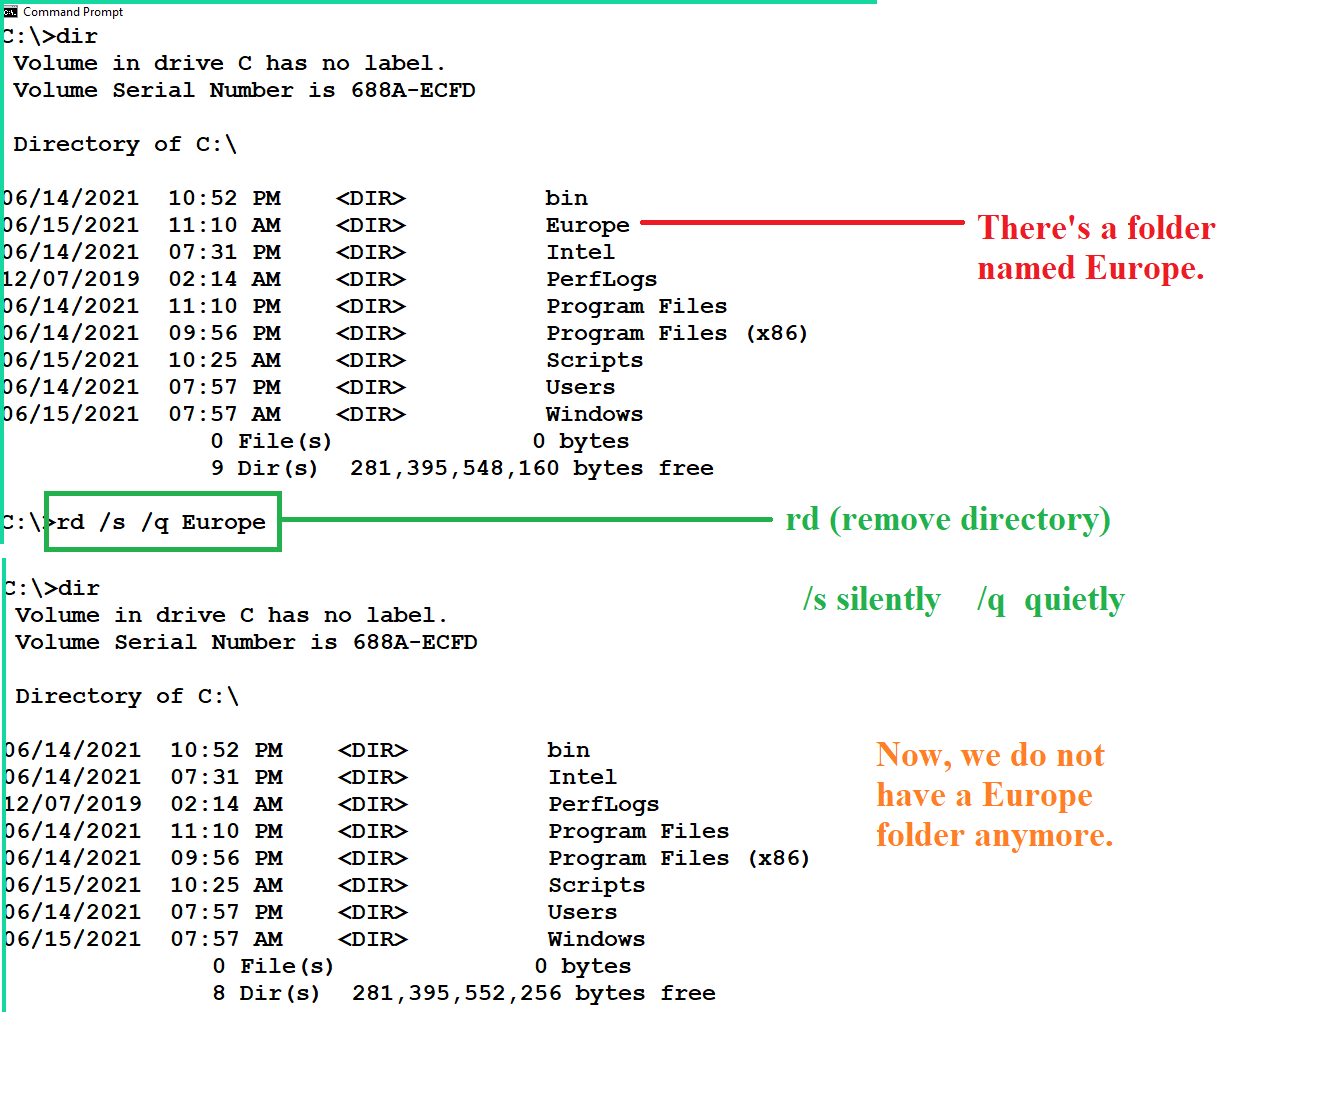 Command Prompt
C:\>dir
Volume in drive C has no label.
Volume Serial Number is 688A-ECFD
Directory of C:\
06/14/2021  10:52 PM    <DIR>          bin
06/15/2021  11:10 AM    <DIR>          Europe
There's a folder
named Europe.
06/14/2021  07:31 PM    <DIR>          Intel
12/07/2019  02:14 AM    <DIR>          PerfLogs
06/14/2021  11:10 PM    <DIR>          Program Files
06/14/2021  09:56 PM    <DIR>          Program Files (x86)
06/15/2021  10:25 AM    <DIR>          Scripts
06/14/2021  07:57 PM    <DIR>          Users
06/15/2021  07:57 AM    <DIR>          Windows
0 File(s)              0 bytes
9 Dir(s)  281,395,548,160 bytes free
C:\>rd /s /q Europe
rd (remove directory)
/s silently    /q  quietly
C:\>dir
Volume in drive C has no label.
Volume Serial Number is 688A-ECFD
Directory of C:\
06/14/2021  10:52 PM    <DIR>          bin
06/14/2021  07:31 PM    <DIR>          Intel
12/07/2019  02:14 AM    <DIR>          PerfLogs
06/14/2021  11:10 PM    <DIR>          Program Files
06/14/2021  09:56 PM    <DIR>          Program Files (x86)
06/15/2021  10:25 AM    <DIR>          Scripts
06/14/2021  07:57 PM    <DIR>          Users
06/15/2021  07:57 AM    <DIR>          Windows
0 File(s)              0 bytes
8 Dir(s)  281,395,552,256 bytes free
Now, we do not
have a Europe
folder anymore.